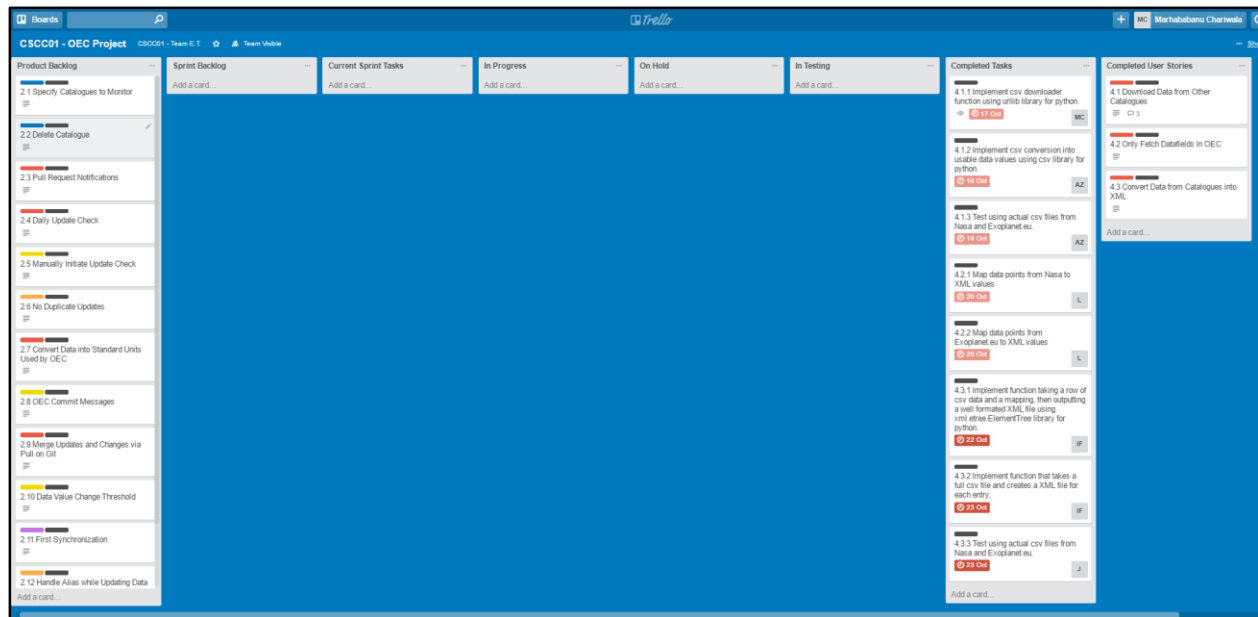 Boards
Trello
+
MC Marhababanu Chariwala
CSCC01 - OEC Project
CSCC01 - Team E.T.
Team Visible
Product Backlog
2.1 Specify Catalogues to Monitor
2.2 Delete Catalogue
2.3 Pull Request Notifications
2.4 Daily Update Check
2.5 Manually Initiate Update Check
2.6 No Duplicate Updates
2.7 Convert Data into Standard Units
Used by OEC
2.8 OEC Commit Messages
2.9 Merge Updates and Changes via
Pull on Git
2.10 Data Value Change Threshold
2.11 First Synchronization
2.12 Handle Alias while Updating Data
Add a card...
Sprint Backlog
Add a card...
Current Sprint Tasks
Add a card...
In Progress
Add a card...
On Hold
Add a card...
In Testing
Add a card...
Completed Tasks
4.1.1 Implement csv downloader
function using urllib library for python.
17 Oct
MC
4.1.2 Implement csv conversion into
usable data values using csv library for
python.
18 Oct
AZ
4.1.3 Test using actual csv files from
Nasa and Exoplanet.eu.
19 Oct
AZ
4.2.1 Map data points from Nasa to
XML values
20 Oct
L
4.2.2 Map data points from
Exoplanet.eu to XML values
20 Oct
L
4.3.1 Implement function taking a row of
csv data and a mapping, then outputting
a well formated XML file using
xml.etree.ElementTree library for
python.
22 Oct
IF
4.3.2 Implement function that takes a
full csv file and creates a XML file for
each entry.
23 Oct
IF
4.3.3 Test using actual csv files from
Nasa and Exoplanet.eu.
23 Oct
J
Add a card...
Completed User Stories
4.1 Download Data from Other
Catalogues
3
4.2 Only Fetch Datafields In OEC
4.3 Convert Data from Catalogues into
XML
Add a card...